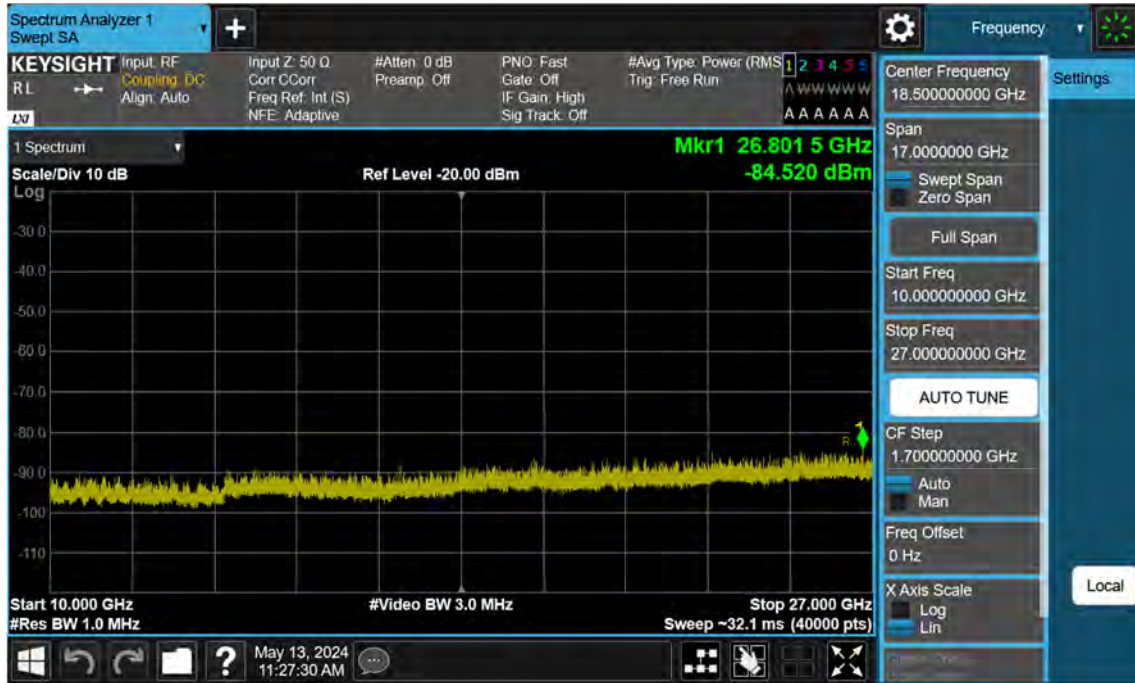 Spectrum Analyzer 1
Swept SA
Frequency
KEYSIGHT
RL
LXI
Input: RF
Coupling: DC
Align: Auto
Input Z: 50 Ω
Corr CCorr
Freq Ref: Int (S)
NFE: Adaptive
#Atten: 0 dB
Preamp: Off
PNO: Fast
Gate: Off
IF Gain: High
Sig Track: Off
#Avg Type: Power (RMS
Trig: Free Run
1 2 3 4 5 6
A W W W W W
A A A A A A
Center Frequency
18.500000000 GHz
Settings
1 Spectrum
Mkr1 26.801 5 GHz
-84.520 dBm
Scale/Div 10 dB
Ref Level -20.00 dBm
Log
-30.0
-40.0
-50.0
-60.0
-70.0
-80.0
-90.0
-100
-110
1
Start 10.000 GHz
#Video BW 3.0 MHz
Stop 27.000 GHz
#Res BW 1.0 MHz
Sweep ~32.1 ms (40000 pts)
Span
17.0000000 GHz
Swept Span
Zero Span
Full Span
Start Freq
10.000000000 GHz
Stop Freq
27.000000000 GHz
AUTO TUNE
CF Step
1.700000000 GHz
Auto
Man
Freq Offset
0 Hz
X Axis Scale
Log
Lin
Local
?
May 13, 2024
11:27:30 AM